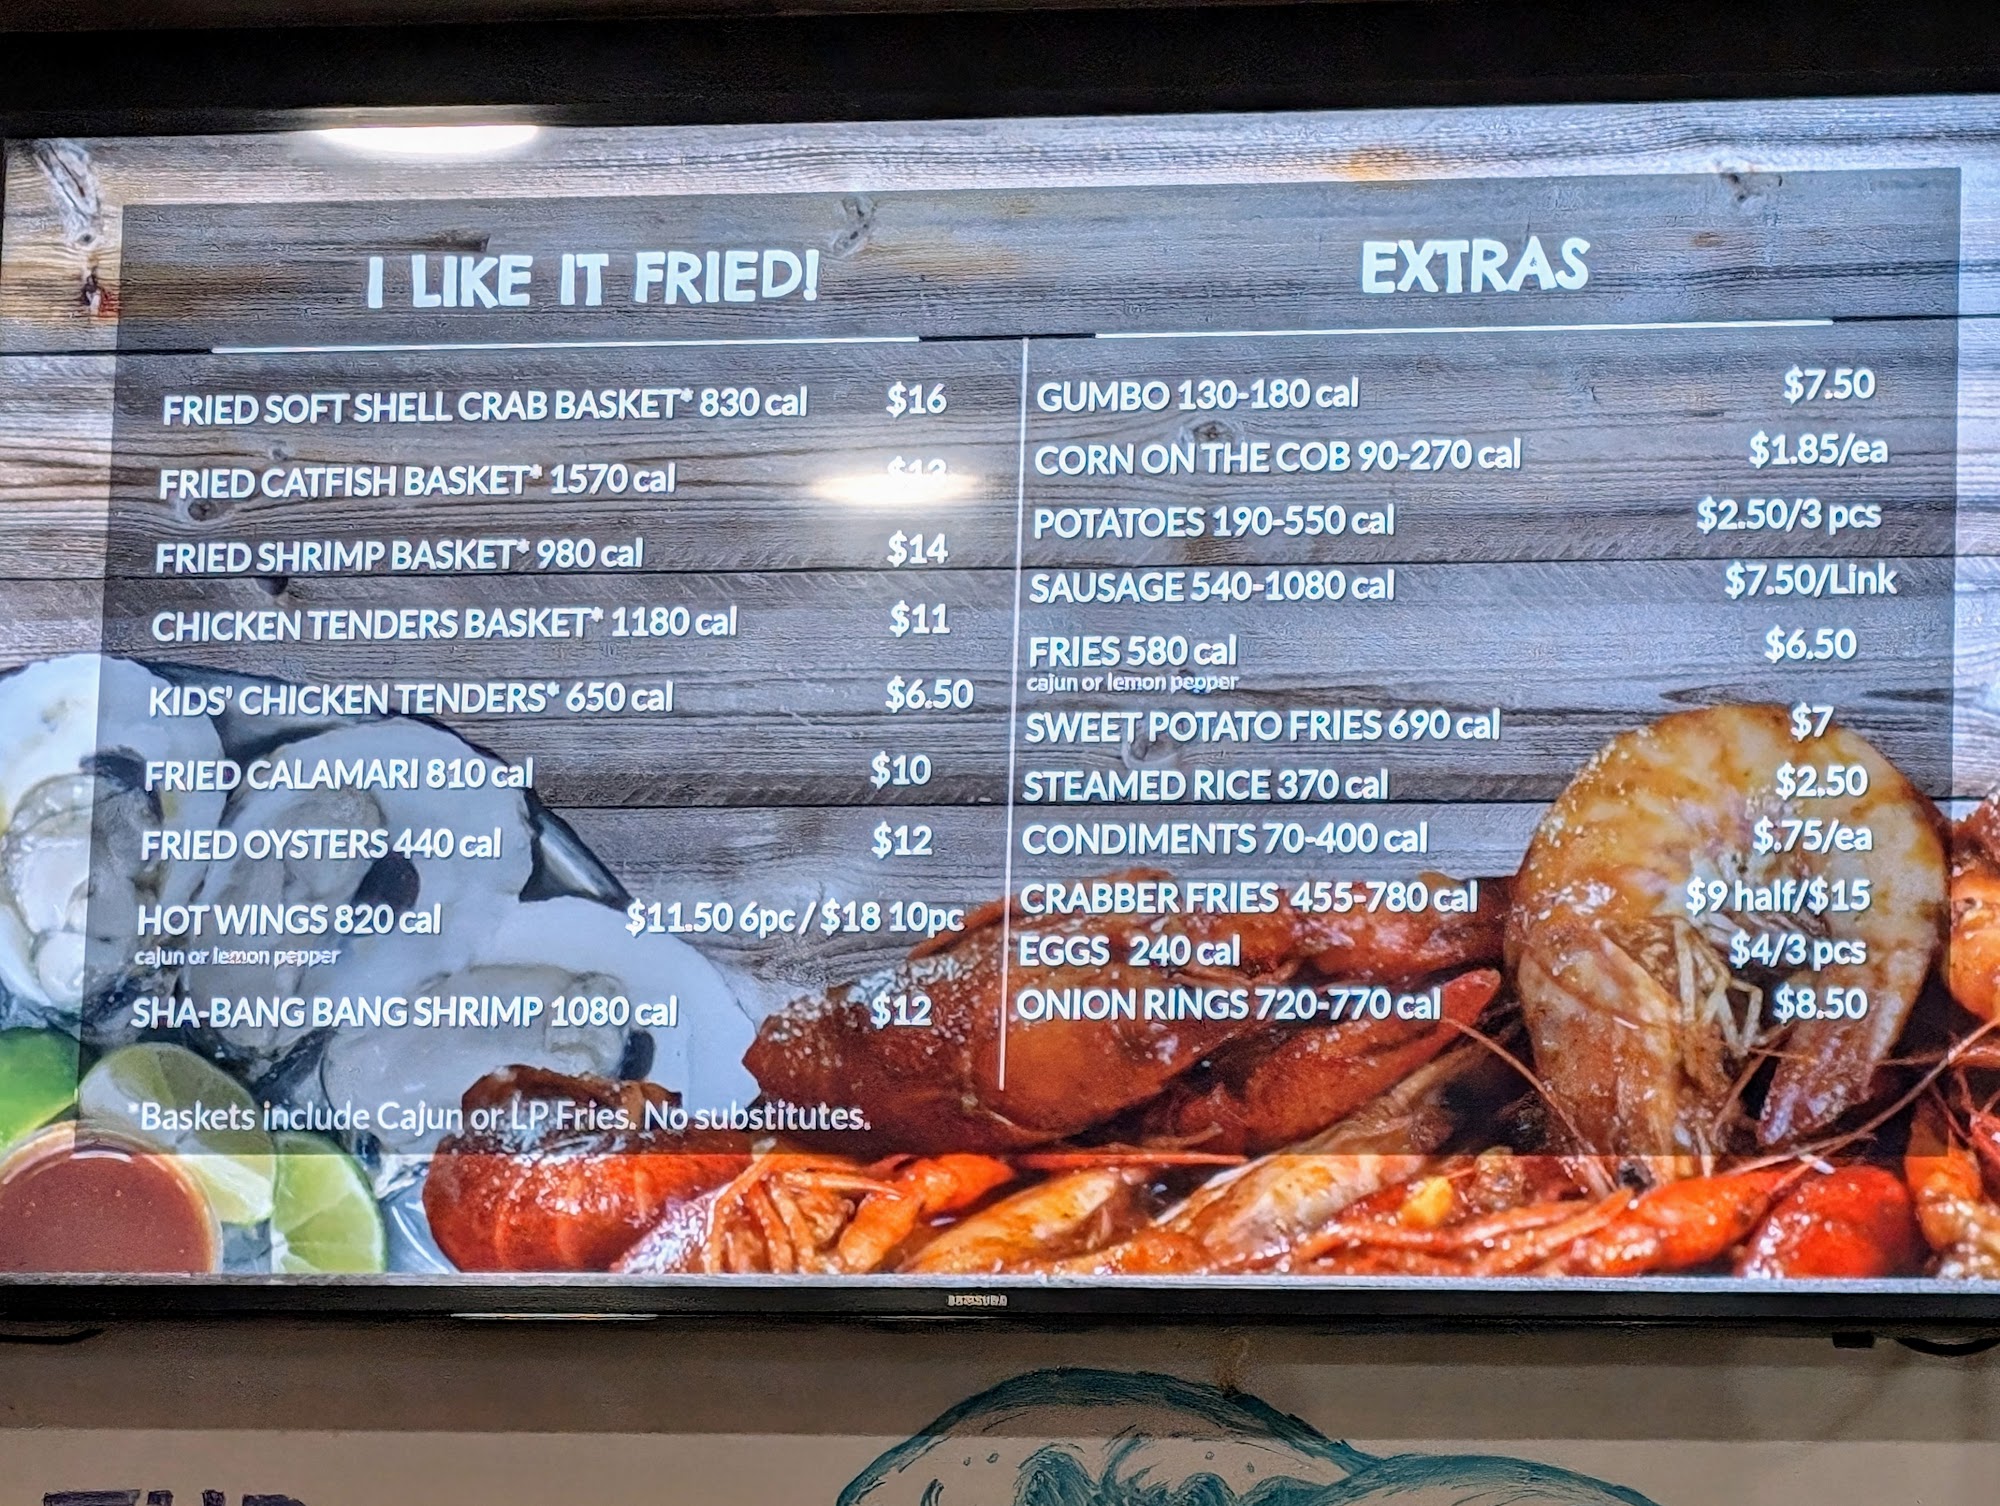 I LIKE IT FRIED!
FRIED SOFT SHELL CRAB BASKET* 830 cal $16
FRIED CATFISH BASKET* 1570 cal
FRIED SHRIMP BASKET* 980 cal $14
CHICKEN TENDERS BASKET* 1180 cal $11
KIDS' CHICKEN TENDERS* 650 cal $6.50
FRIED CALAMARI 810 cal $10
FRIED OYSTERS 440 cal $12
HOT WINGS 820 cal $11.50 6pc / $18 10pc
cajun or lemon pepper
SHA-BANG BANG SHRIMP 1080 cal $12
*Baskets include Cajun or LP Fries. No substitutes.
EXTRAS
GUMBO 130-180 cal $7.50
CORN ON THE COB 90-270 cal $1.85/ea
POTATOES 190-550 cal $2.50/3 pcs
SAUSAGE 540-1080 cal $7.50/Link
FRIES 580 cal $6.50
cajun or lemon pepper
SWEET POTATO FRIES 690 cal $7
STEAMED RICE 370 cal $2.50
CONDIMENTS 70-400 cal $.75/ea
CRABBER FRIES 455-780 cal $9 half/$15
EGGS 240 cal $4/3 pcs
ONION RINGS 720-770 cal $8.50
SAMSUNG